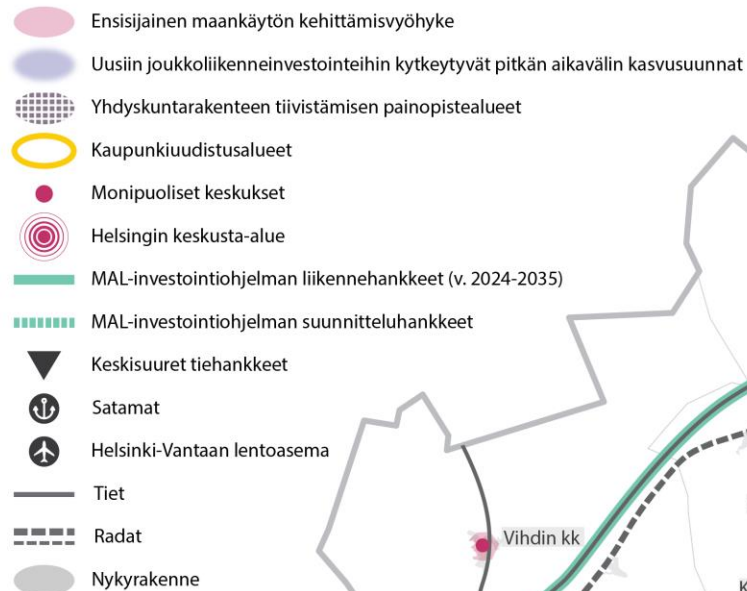 Ensisijainen maankäytön kehittämisvyöhyke
Uusiin joukkoliikenneinvestointeihin kytkeytyvät pitkän aikavälin kasvusuunnat
Yhdyskuntarakenteen tiivistämisen painopistealueet
Kaupunkiuudistusalueet
Monipuoliset keskukset
Helsingin keskusta-alue
MAL-investointiohjelman liikennehankkeet (v. 2024-2035)
MAL-investointiohjelman suunnitteluhankkeet
Keskisuuret tiehankkeet
Satamat
Helsinki-Vantaan lentoasema
Tiet
Radat
Nykyrakenne
Vihdin kk